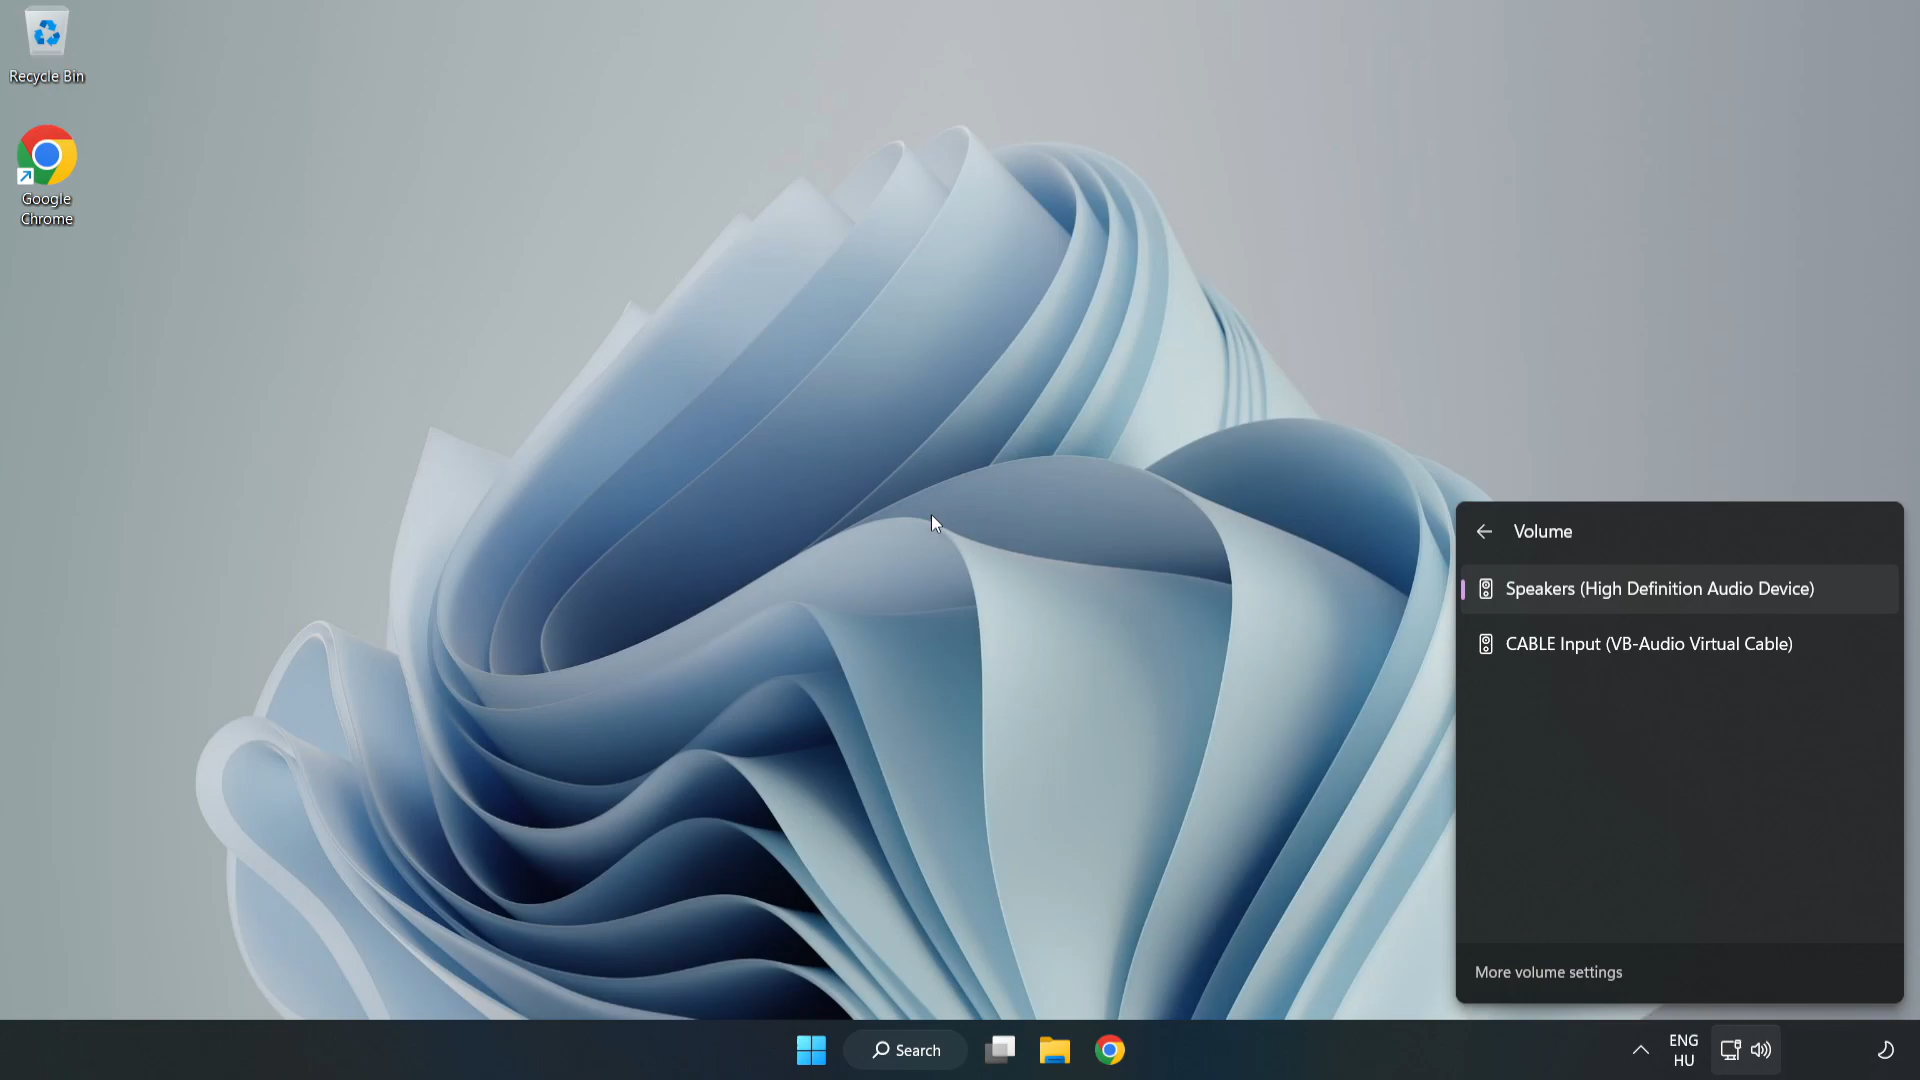 Recycle Bin
Google
Chrome
Volume
Speakers (High Definition Audio Device)
CABLE Input (VB-Audio Virtual Cable)
More volume settings
Search
ENG
HU